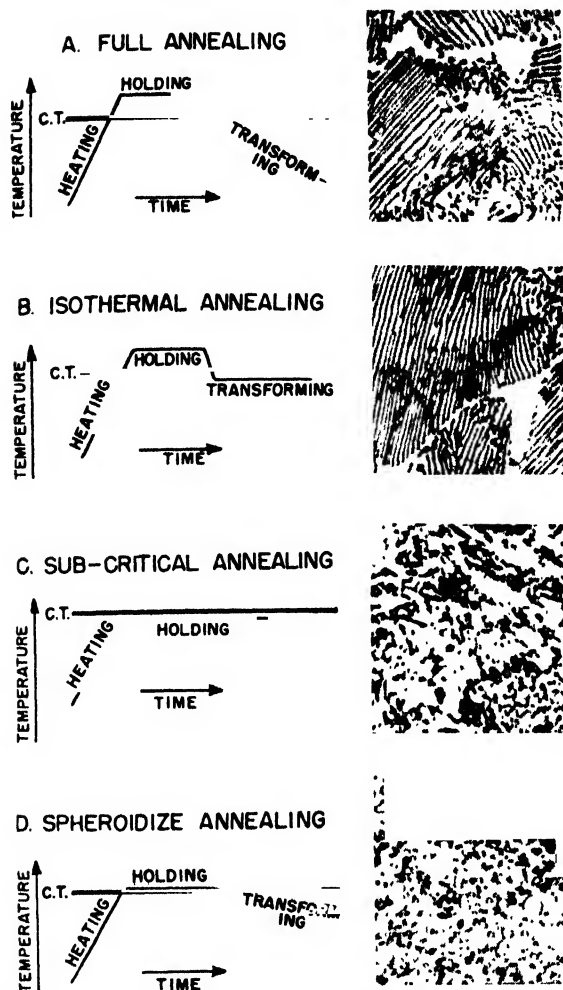 A. FULL ANNEALING
HOLDING
C.T.
HEATING
TRANSFORM-
ING
TEMPERATURE
TIME
B. ISOTHERMAL ANNEALING
C.T.
HOLDING
TRANSFORMING
HEATING
TEMPERATURE
TIME
C. SUB-CRITICAL ANNEALING
C.T.
HOLDING
HEATING
TEMPERATURE
TIME
D. SPHEROIDIZE ANNEALING
HOLDING
C.T.
HEATING
ING
TEMPERATURE
TIME